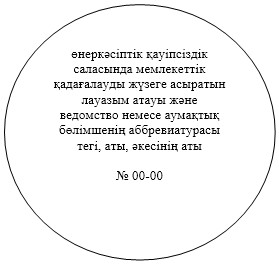 өнеркәсіптік қауіпсіздік
саласында мемлекеттік
қадағалауды жүзеге асыратын
лауазым атауы және
ведомство немесе аумақтық
бөлімшенің аббревиатурасы
тегі, аты, әкесінің аты
№ 00-00